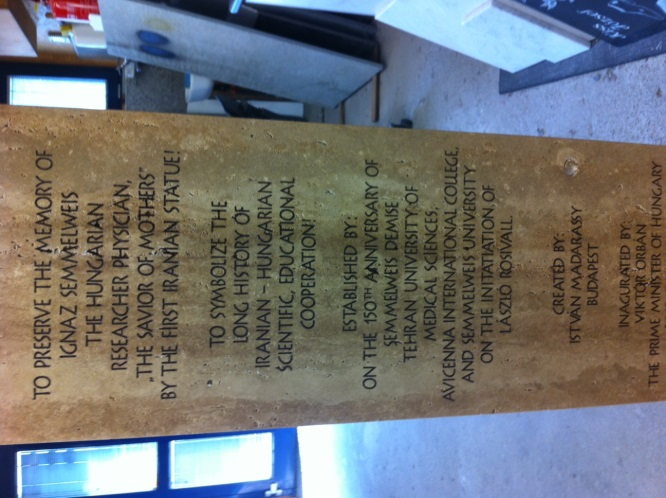 TO PRESERVE THE MEMORY OF
IGNAZ SEMMELWEIS
THE HUNGARIAN
RESEARCHER PHYSICIAN,
„THE SAVIOR OF MOTHERS"
BY THE FIRST IRANIAN STATUE!
TO SYMBOLIZE THE
LONG HISTORY OF
IRANIAN – HUNGARIAN
SCIENTIFIC, EDUCATIONAL
COOPERATION!
ESTABLISHED BY:
ON THE 150TH ANNIVERSARY OF
SEMMELWEIS DEMISE
TEHRAN UNIVERSITY OF
MEDICAL SCIENCES,
AVICENNA INTERNATIONAL COLLEGE,
AND SEMMELWEIS UNIVERSITY
ON THE INITATIATION OF
LÁSZLO ROSIVALL.
CREATED BY:
ISTVAN MADARASSY
BUDAPEST
INAGURATED BY:
VIKTOR ORBÁN
THE PRIME MINISTER OF HUNGARY